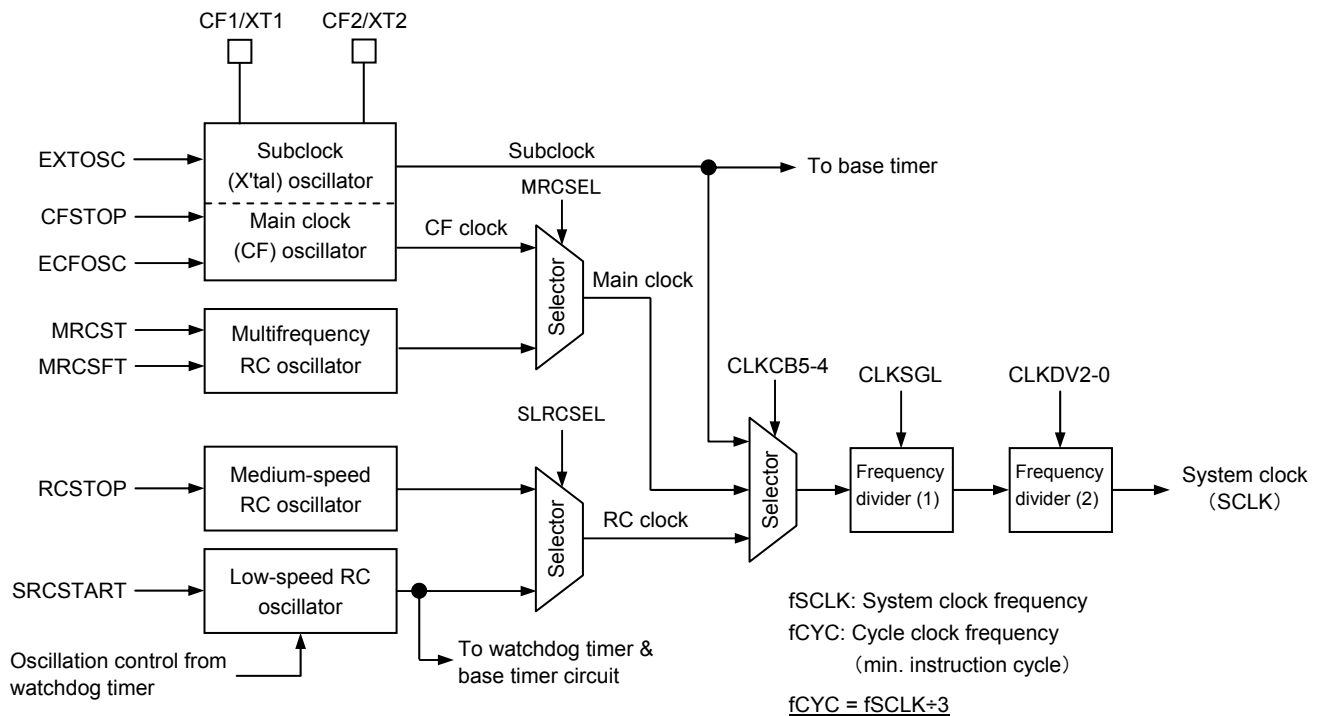 CF1/XT1
CF2/XT2
EXTOSC
CFSTOP
ECFOSC
Subclock
(X'tal) oscillator
Main clock
(CF) oscillator
Subclock
To base timer
MRCSEL
CF clock
Selector
Main clock
MRCST
MRCSFT
Multifrequency
RC oscillator
CLKCB5-4
CLKSGL
CLKDV2-0
SLRCSEL
RCSTOP
Medium-speed
RC oscillator
Selector
RC clock
Selector
Frequency
divider (1)
Frequency
divider (2)
System clock
(SCLK)
SRCSTART
Low-speed RC
oscillator
Oscillation control from
watchdog timer
To watchdog timer &
base timer circuit
fSCLK: System clock frequency
fCYC: Cycle clock frequency
(min. instruction cycle)
fCYC = fSCLK÷3